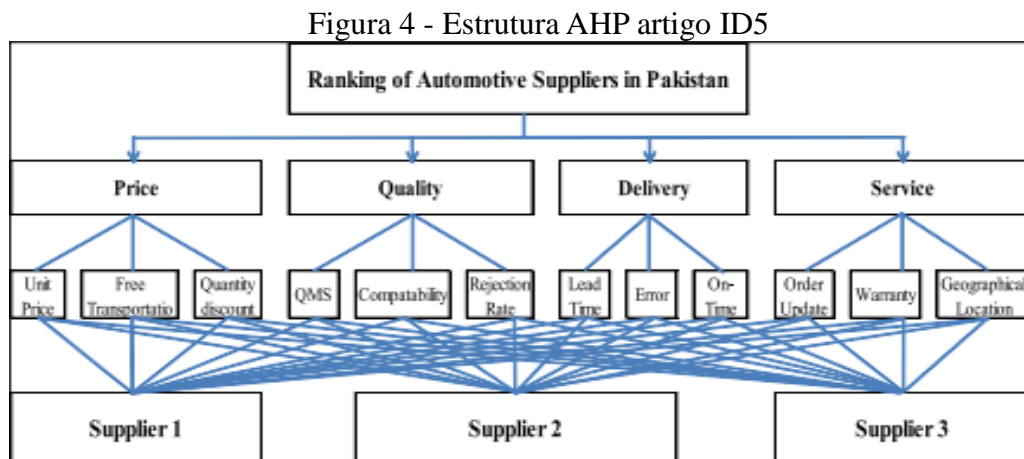 Figura 4 - Estrutura AHP artigo ID5
Ranking of Automotive Suppliers in Pakistan
Price
Quality
Delivery
Service
Unit
Price
Free
Transportatio
Quantity
discount
QMS
Compatability
Rejection
Rate
Lead
Time
Error
On-
Time
Order
Update
Warranty
Geographical
Location
Supplier 1
Supplier 2
Supplier 3